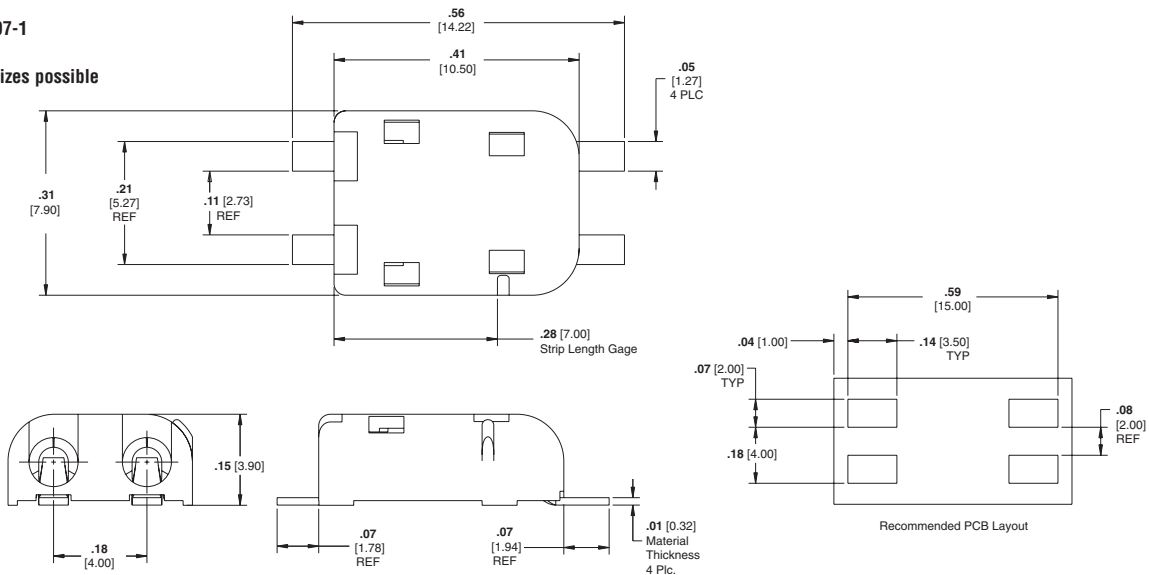 07-1
izes possible
.56
[14.22]
.41
[10.50]
.05
[1.27]
4 PLC
.31
[7.90]
.21
[5.27]
REF
.11 [2.73]
REF
.28 [7.00]
Strip Length Gage
.59
[15.00]
.04 [1.00]
.14 [3.50]
TYP
.07 [2.00]
TYP
.08
[2.00]
REF
.18 [4.00]
Recommended PCB Layout
.15 [3.90]
.18
[4.00]
.07
[1.78]
REF
.07
[1.94]
REF
.01 [0.32]
Material
Thickness
4 Plc.